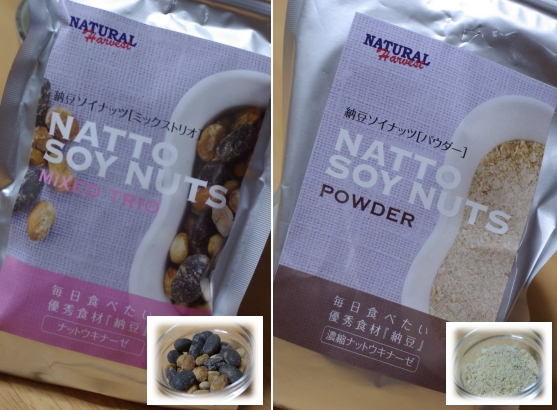 NATURAL
Harvest
納豆ソイナッツ[ミックストリオ]
NATTO
SOY NUTS
MIXED TRIO
毎日食べたい
優秀食材「納豆」
ナットウキナーゼ
NATURAL
Harvest
納豆ソイナッツ[パウダー]
NATTO
SOY NUTS
POWDER
毎日食べたい
優秀食材「納豆」
濃縮ナットウキナーゼ